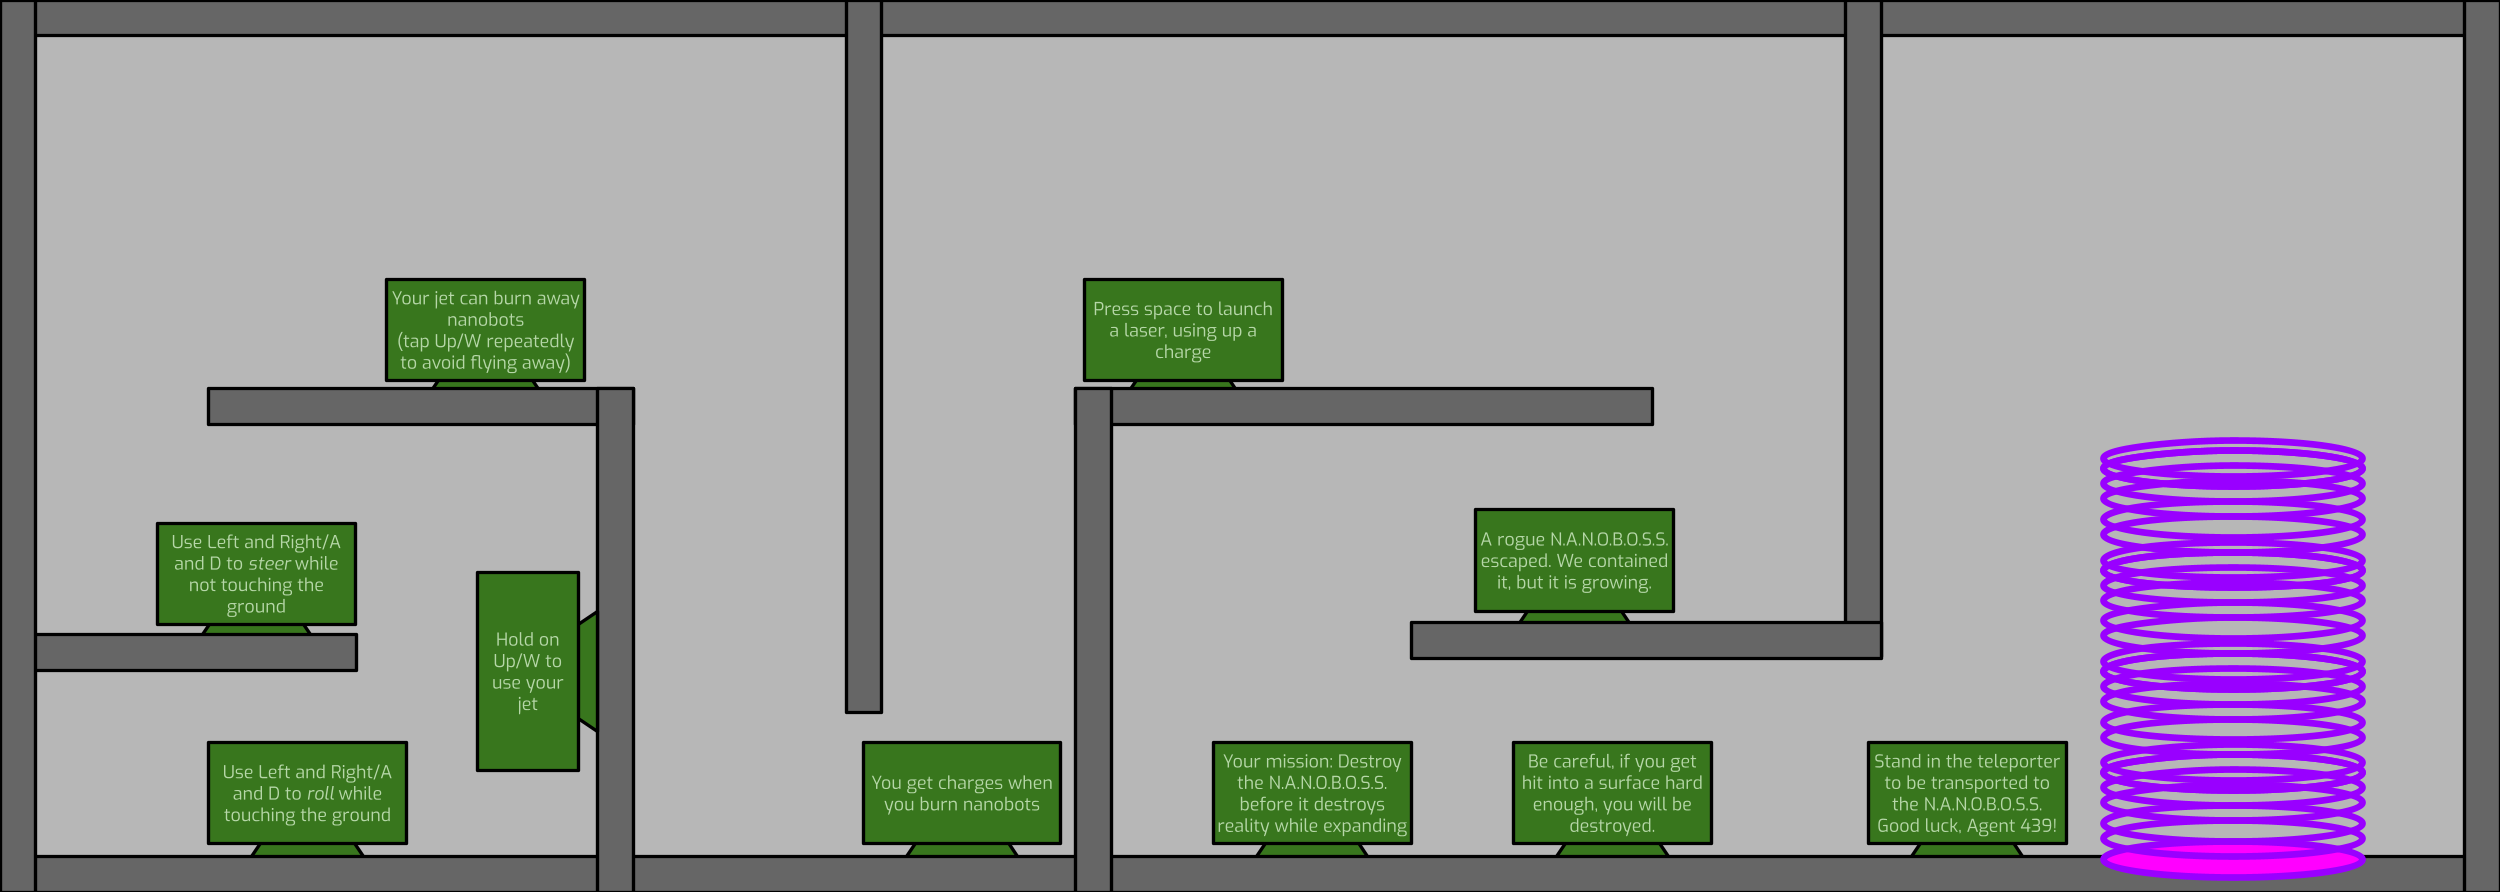 Your jet can burn away
nanobots
(tap Up/W repeatedly
to avoid flying away)
Press space to launch
a laser, using up a
charge
Use Left and Right/A
and D to steer while
not touching the
ground
Hold on
Up/W to
use your
jet
A rogue N.A.N.O.B.O.S.S.
escaped. We contained
it, but it is growing.
Use Left and Right/A
and D to roll while
touching the ground
You get charges when
you burn nanobots
Your mission: Destroy
the N.A.N.O.B.O.S.S.
before it destroys
reality while expanding
Be careful, if you get
hit into a surface hard
enough, you will be
destroyed.
Stand in the teleporter
to be transported to
the N.A.N.O.B.O.S.S.
Good luck, Agent 439!